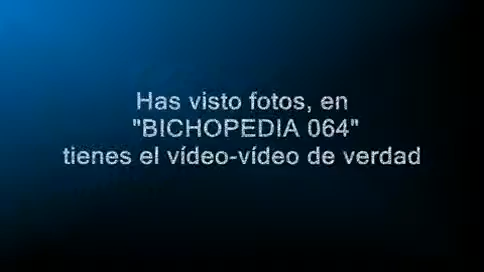 Has visto fotos, en
"BICHOPEDIA 064"
tienes el vídeo-vídeo de verdad